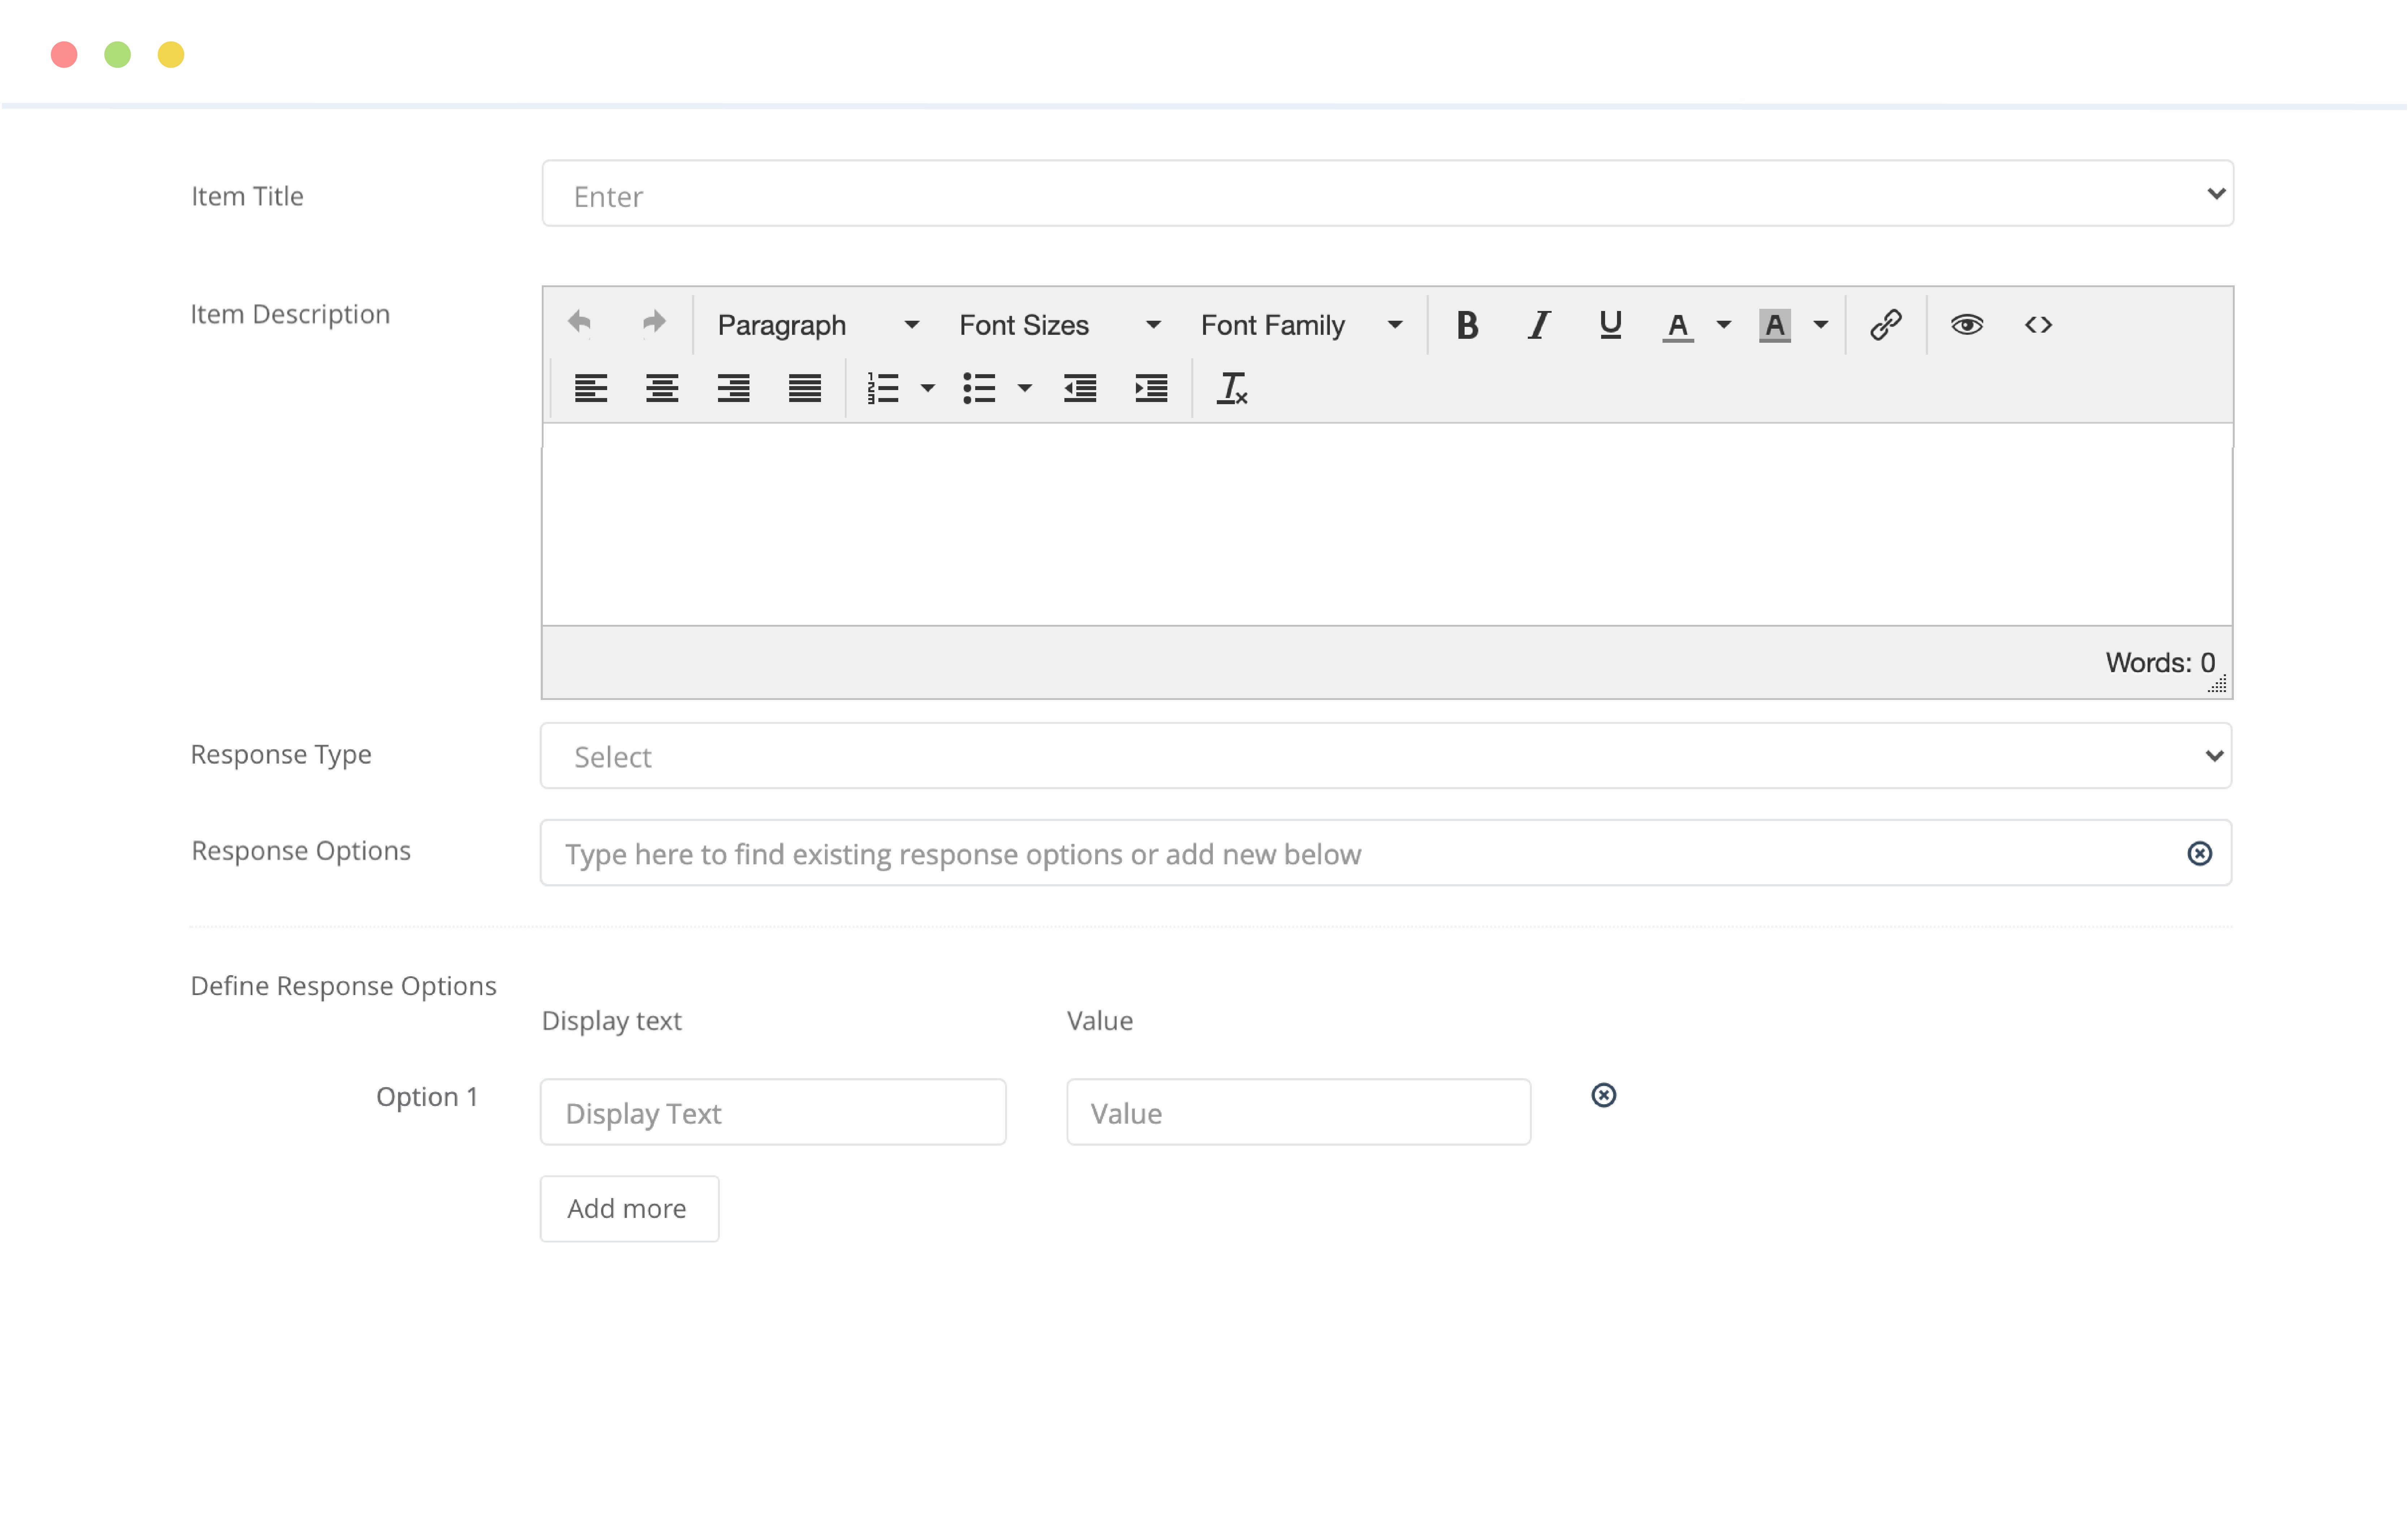 Item Title
Enter
Item Description
Paragraph Font Sizes Font Family
Words: 0
Response Type
Select
Response Options
Type here to find existing response options or add new below
Define Response Options
Display text Value
Option 1
Display Text Value
Add more